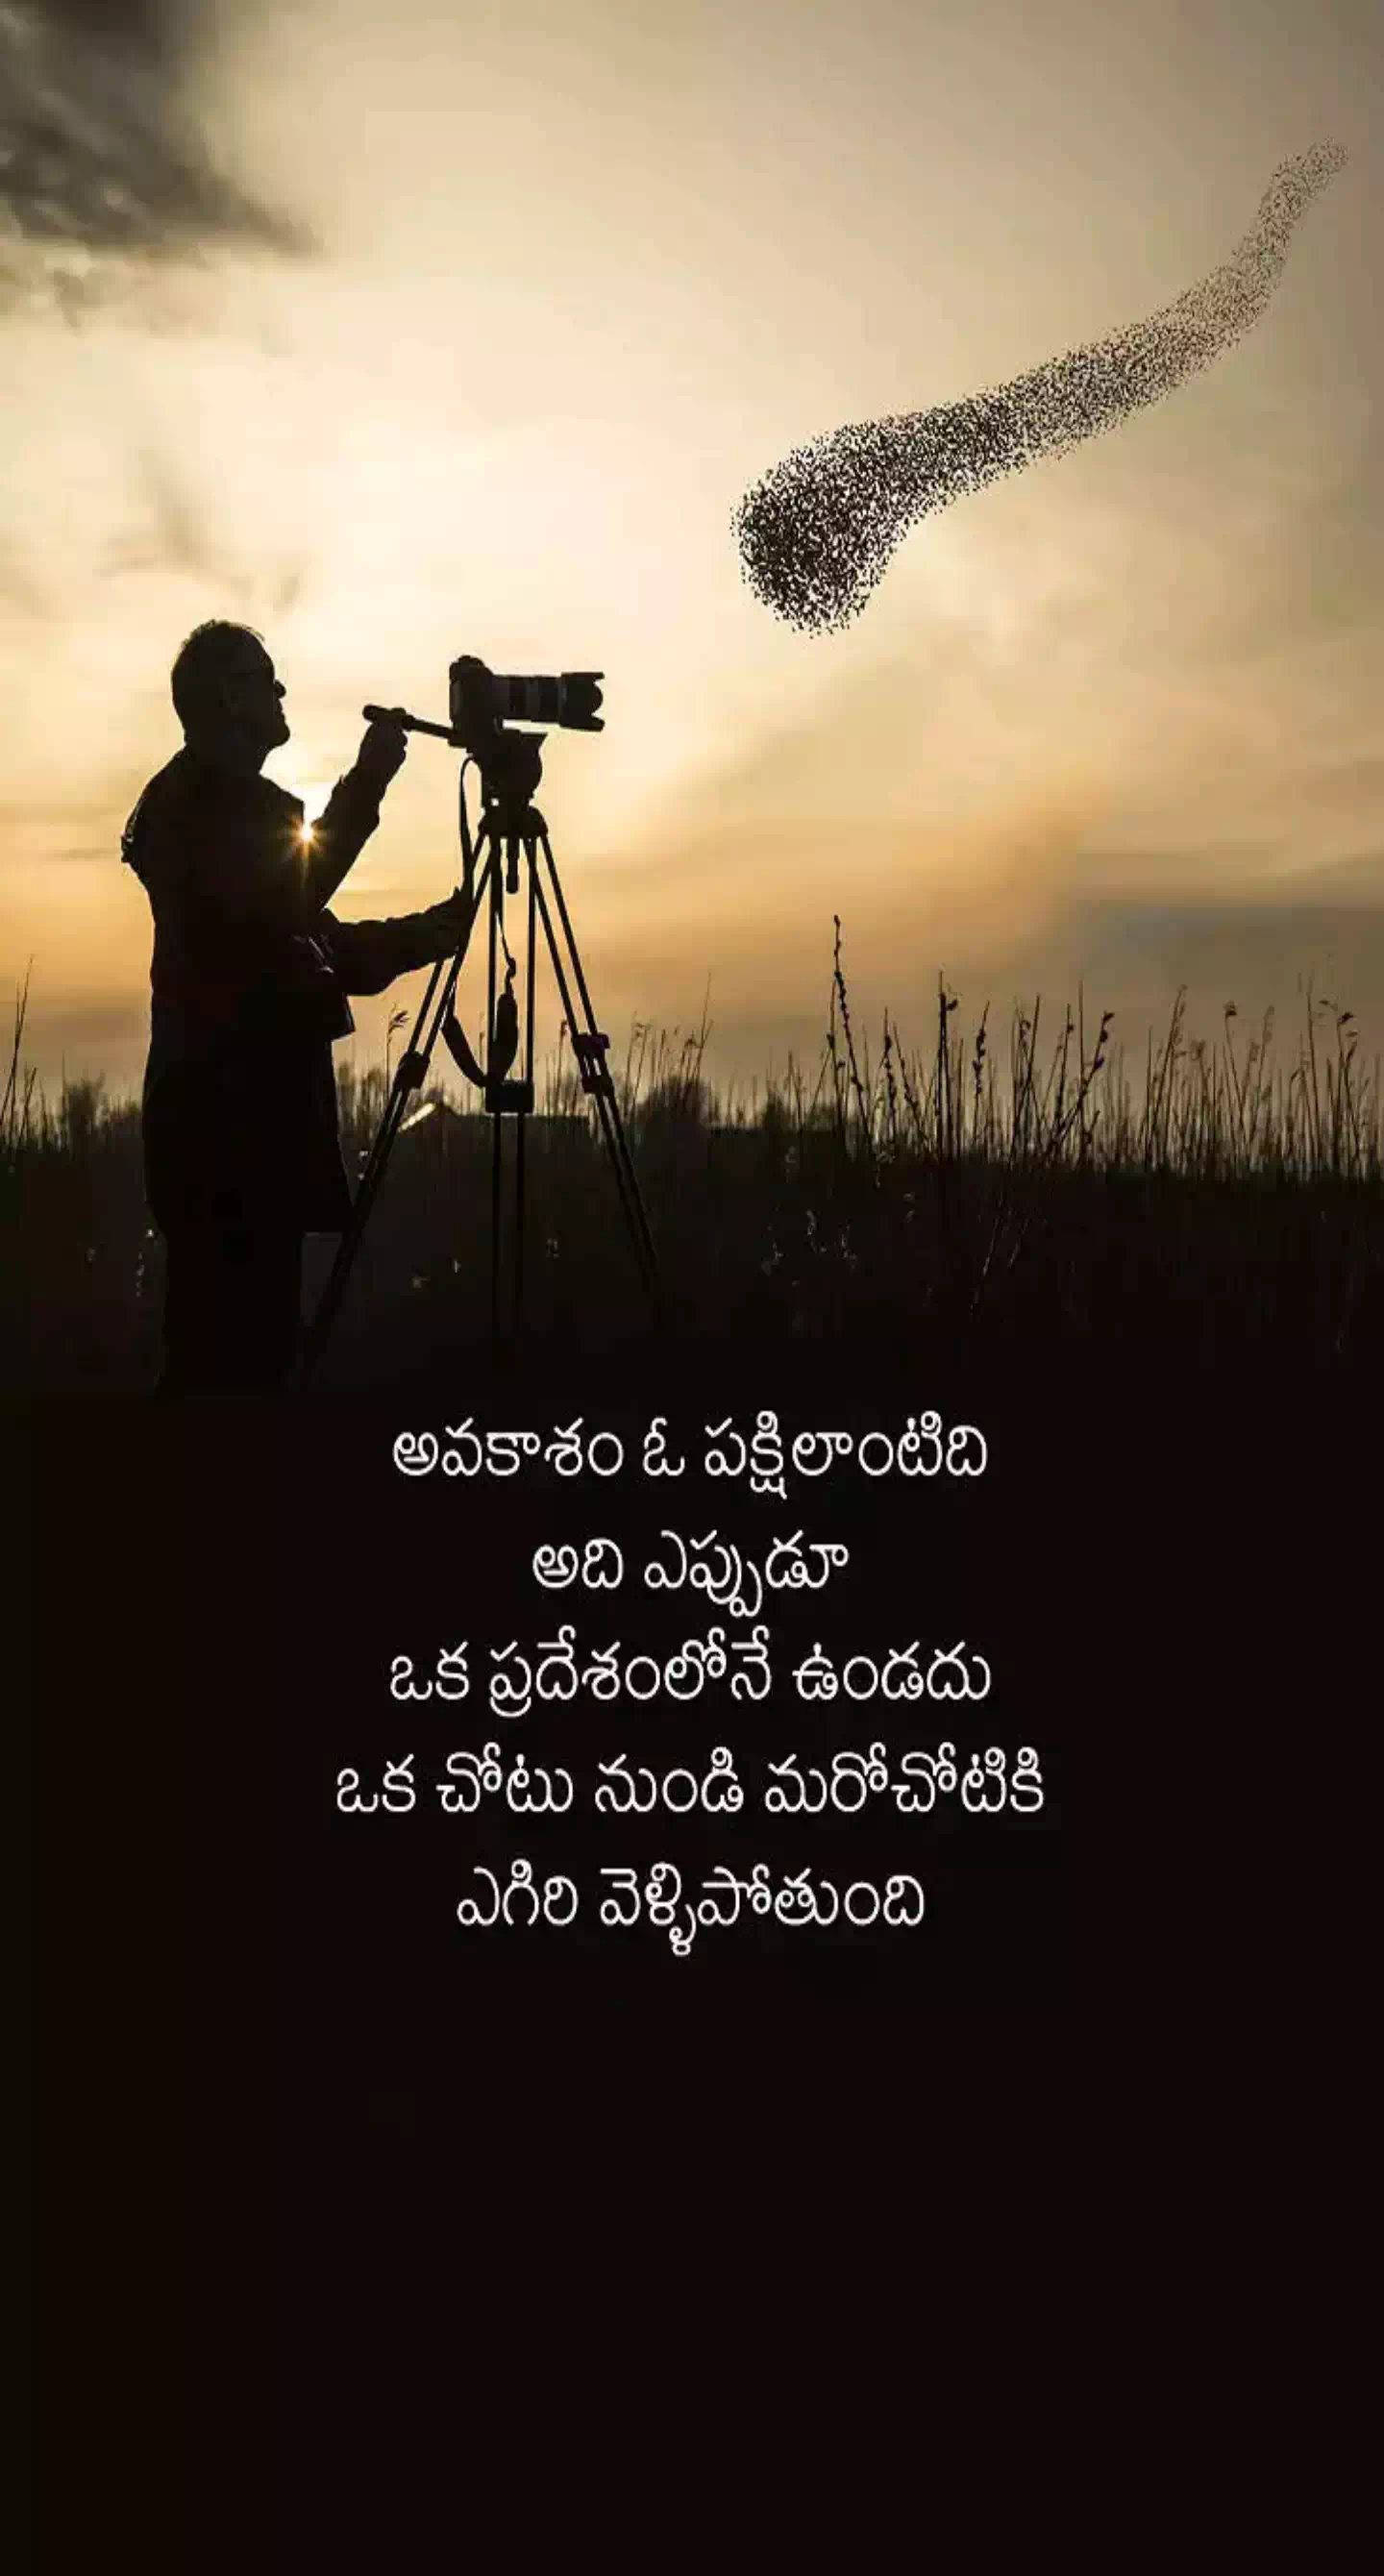 అవకాశం ఓ పక్షిలాంటిది
అది ఎప్పుడూ
ఒక ప్రదేశంలోనే ఉండదు
ఒక చోటు నుండి మరోచోటికి
ఎగిరి వెళ్ళిపోతుంది